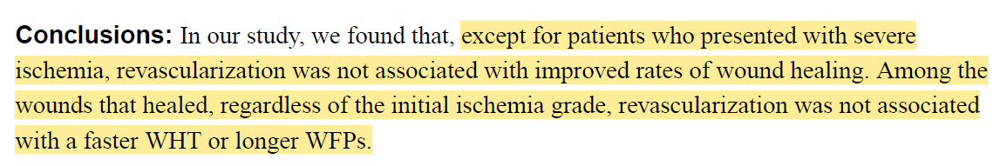 Conclusions: In our study, we found that, except for patients who presented with severe
ischemia, revascularization was not associated with improved rates of wound healing. Among the
wounds that healed, regardless of the initial ischemia grade, revascularization was not associated
with a faster WHT or longer WFPs.